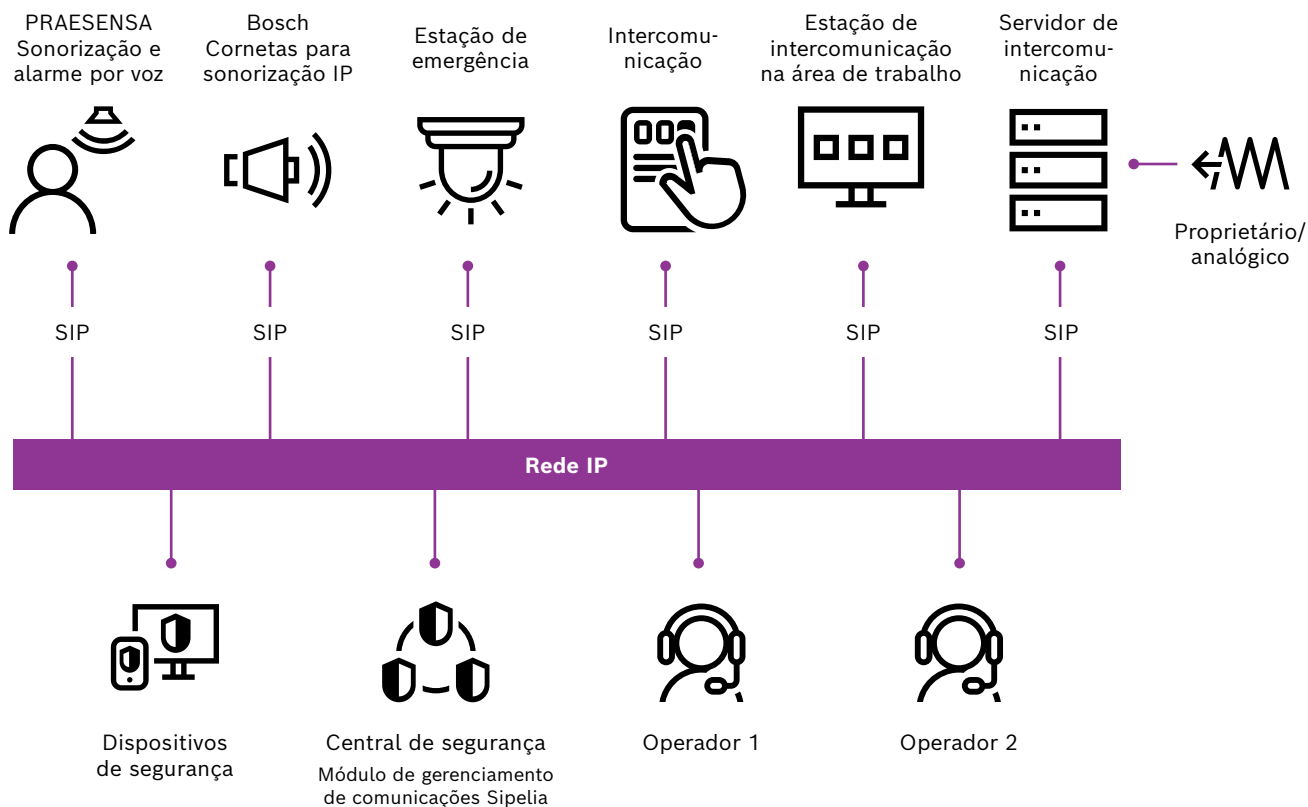 PRAESENSA
Sonorização e
alarme por voz
Bosch
Cornetas para
sonorização IP
Estação de
emergência
Intercomu-
nicação
Estação de
intercomunicação
na área de trabalho
Servidor de
intercomu-
nicação
Proprietário/
analógico
SIP
SIP
SIP
SIP
SIP
SIP
Rede IP
Dispositivos
de segurança
Central de segurança
Módulo de gerenciamento
de comunicações Sipelia
Operador 1
Operador 2